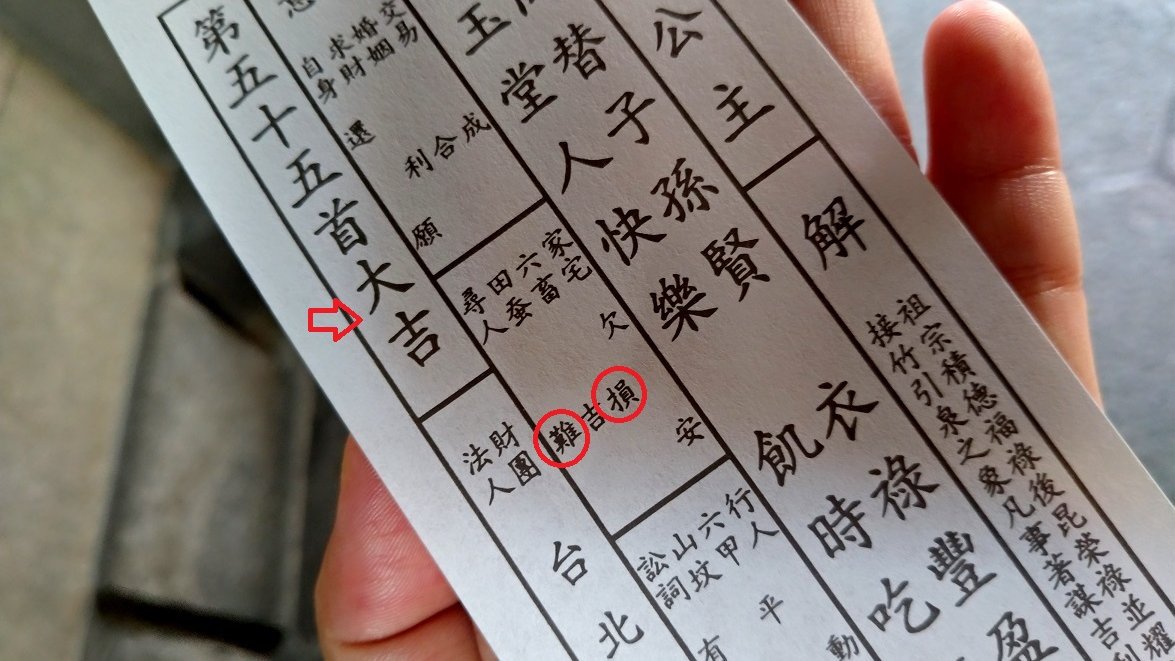 公主
解
祖宗積德福祿後昆榮祿並耀
接竹引泉之象凡事著謀吉利
替子孫賢
衣祿豐盈
玉堂人快樂
飢時吃
交易 成
婚姻 合
求財 利
自身 還願
家宅 欠安
六畜 損
田蚕 吉
尋人 難
行人 動
六甲 平
山墳 有
訟詞
第五十五首大吉
財團
法人
台北